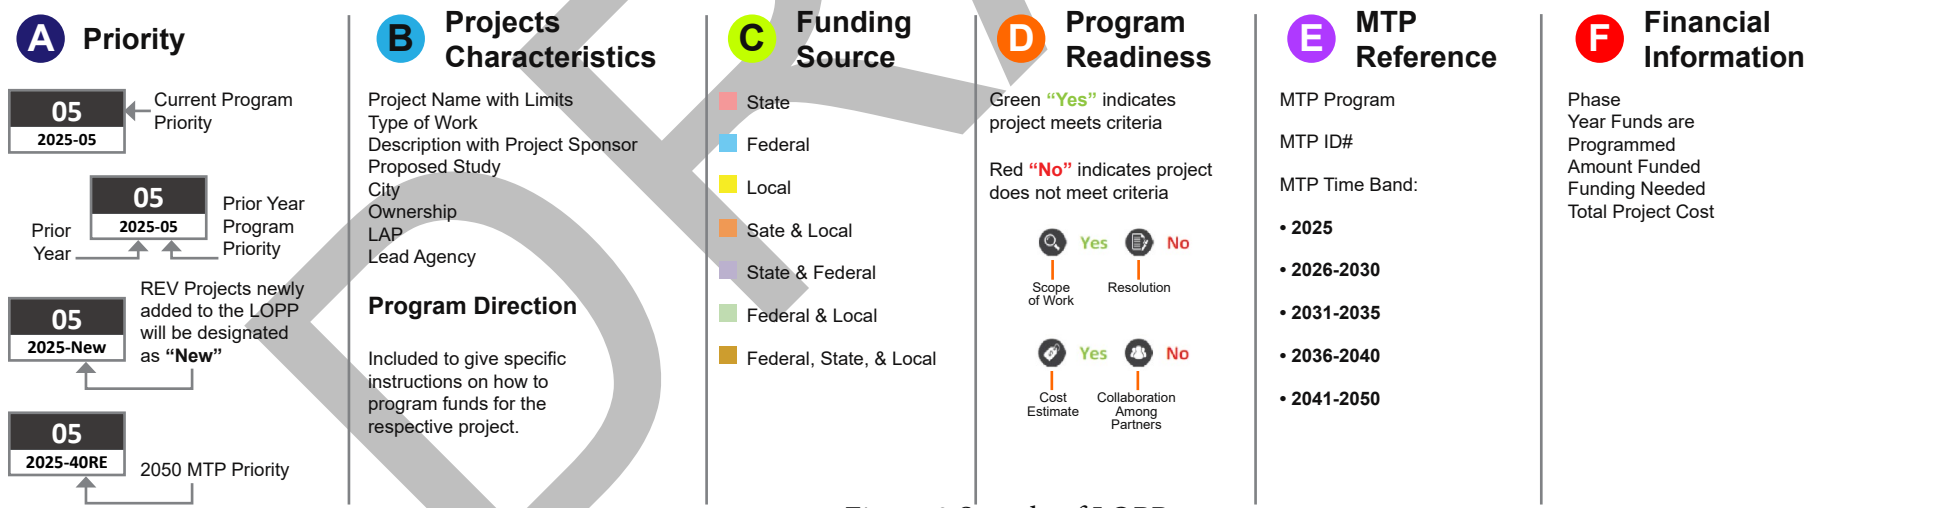 A Priority
05
2025-05
Current Program
Priority
05
2025-05
Prior
Year
Prior Year
Program
Priority
05
2025-New
REV Projects newly
added to the LOPP
will be designated
as “New”
05
2025-40RE
2050 MTP Priority
B Projects
Characteristics
Project Name with Limits
Type of Work
Description with Project Sponsor
Proposed Study
City
Ownership
LAP
Lead Agency
Program Direction
Included to give specific
instructions on how to
program funds for the
respective project.
C Funding
Source
State
Federal
Local
Sate & Local
State & Federal
Federal & Local
Federal, State, & Local
D Program
Readiness
Green “Yes” indicates
project meets criteria
Red “No” indicates project
does not meet criteria
Yes No
Scope
of Work
Resolution
Yes No
Cost
Estimate
Collaboration
Among
Partners
E MTP
Reference
MTP Program
MTP ID#
MTP Time Band:
• 2025
• 2026-2030
• 2031-2035
• 2036-2040
• 2041-2050
F Financial
Information
Phase
Year Funds are
Programmed
Amount Funded
Funding Needed
Total Project Cost